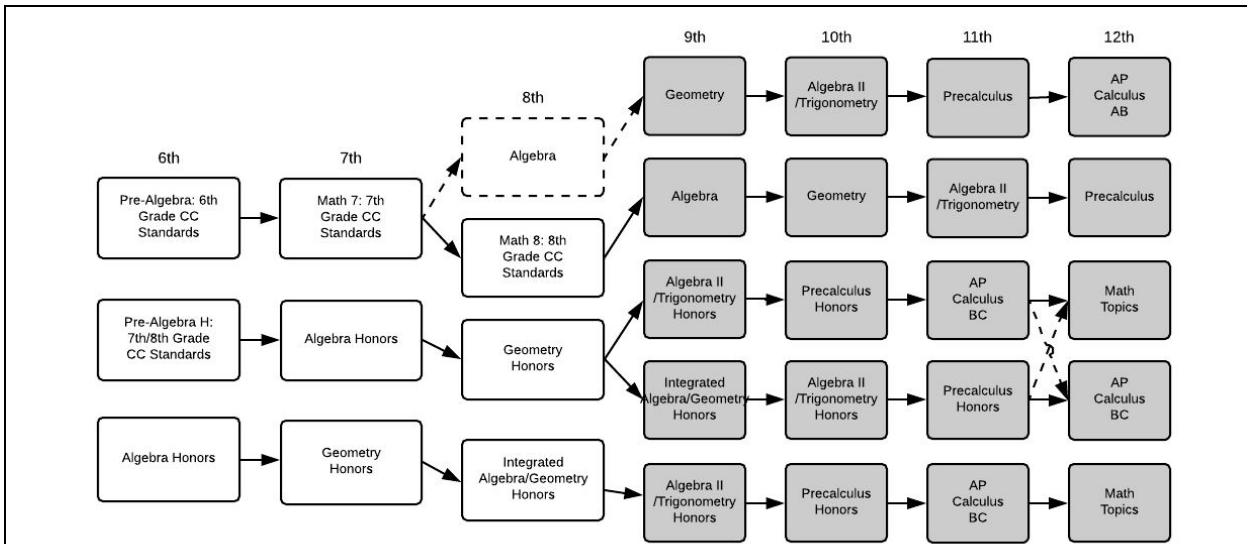 9th
10th
11th
12th
8th
6th
7th
Geometry
Algebra II
/Trigonometry
Precalculus
AP
Calculus
AB
Algebra
Pre-Algebra: 6th
Grade CC
Standards
Math 7: 7th
Grade CC
Standards
Math 8: 8th
Grade CC
Standards
Algebra
Geometry
Algebra II
/Trigonometry
Precalculus
Pre-Algebra H:
7th/8th Grade
CC Standards
Algebra Honors
Geometry
Honors
Algebra II
/Trigonometry
Honors
Precalculus
Honors
AP
Calculus
BC
Math
Topics
Integrated
Algebra/Geometry
Honors
Algebra II
/Trigonometry
Honors
Precalculus
Honors
AP
Calculus
BC
Algebra Honors
Geometry
Honors
Integrated
Algebra/Geometry
Honors
Algebra II
/Trigonometry
Honors
Precalculus
Honors
AP
Calculus
BC
Math
Topics